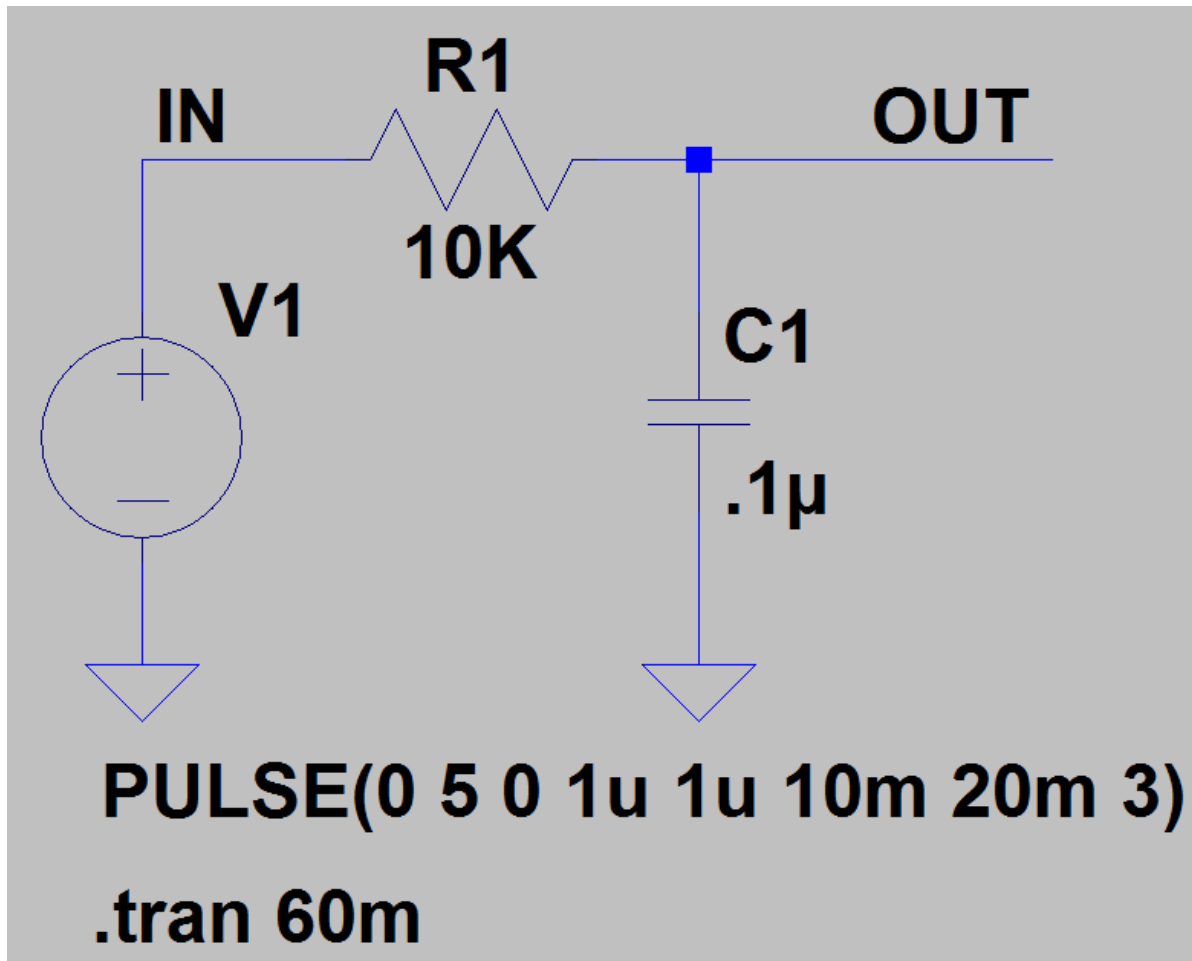 R1
IN
OUT
10K
V1
C1
.1µ
PULSE(0 5 0 1u 1u 10m 20m 3)
.tran 60m